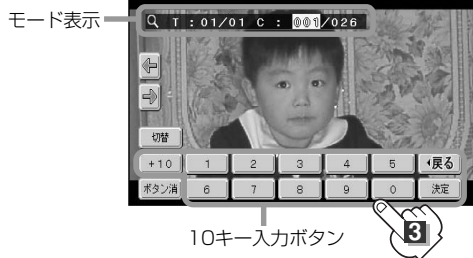 モード表示
T : 01/01 C : 001/026
切替
+10 1 2 3 4 5 戻る
ボタン消 6 7 8 9 0 決定
3
10キー入力ボタン